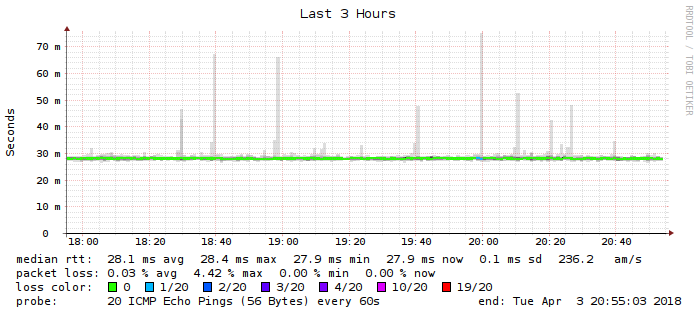 Last 3 Hours
RRDTOOL / TOBI OETIKER
Seconds
70 m
60 m
50 m
40 m
30 m
20 m
10 m
0
18:00 18:20 18:40 19:00 19:20 19:40 20:00 20:20 20:40
median rtt: 28.1 ms avg 28.4 ms max 27.9 ms min 27.9 ms now 0.1 ms sd 236.2 am/s
packet loss: 0.03 % avg 4.42 % max 0.00 % min 0.00 % now
loss color: 0 1/20 2/20 3/20 4/20 10/20 19/20
probe: 20 ICMP Echo Pings (56 Bytes) every 60s end: Tue Apr 3 20:55:03 2018